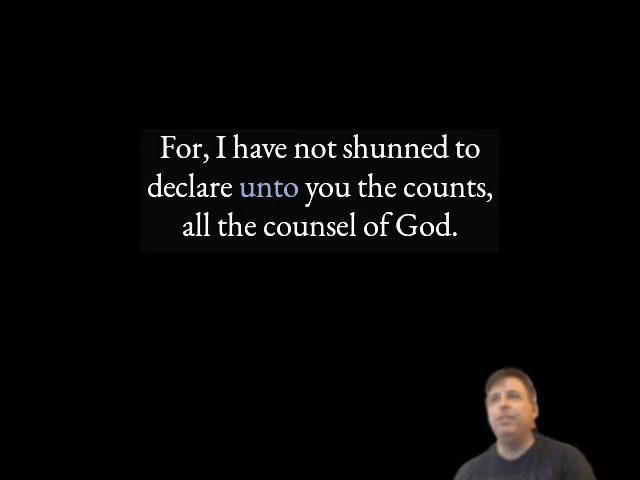 For, I have not shunned to
declare unto you the counts,
all the counsel of God.